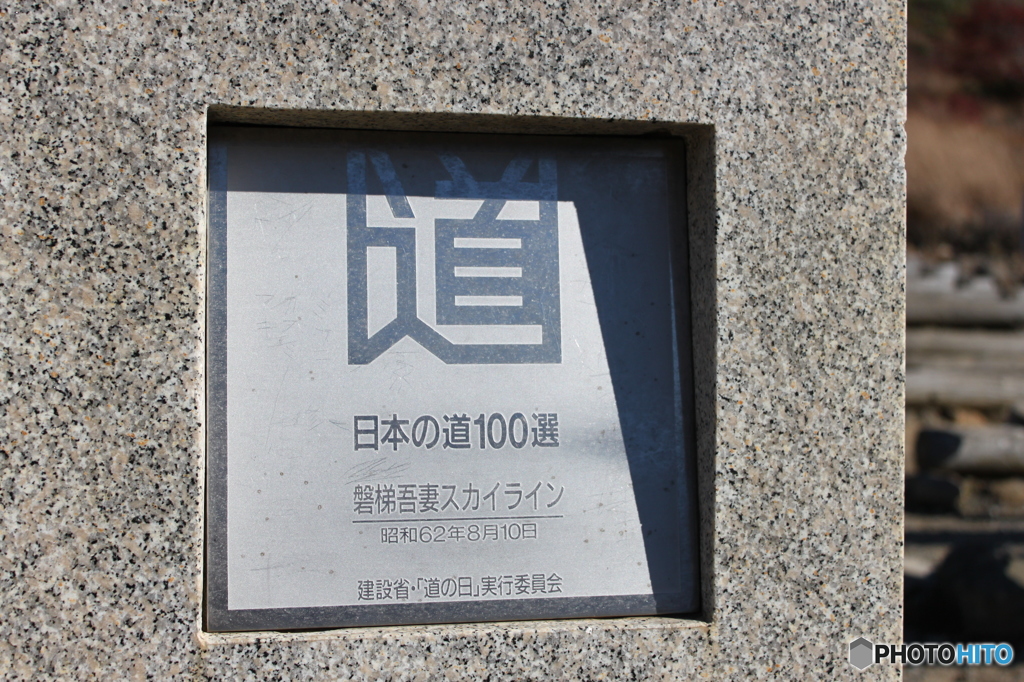 道
日本の道100選
磐梯吾妻スカイライン
昭和62年8月10日
建設省・「道の日」実行委員会
PHOTOHITO